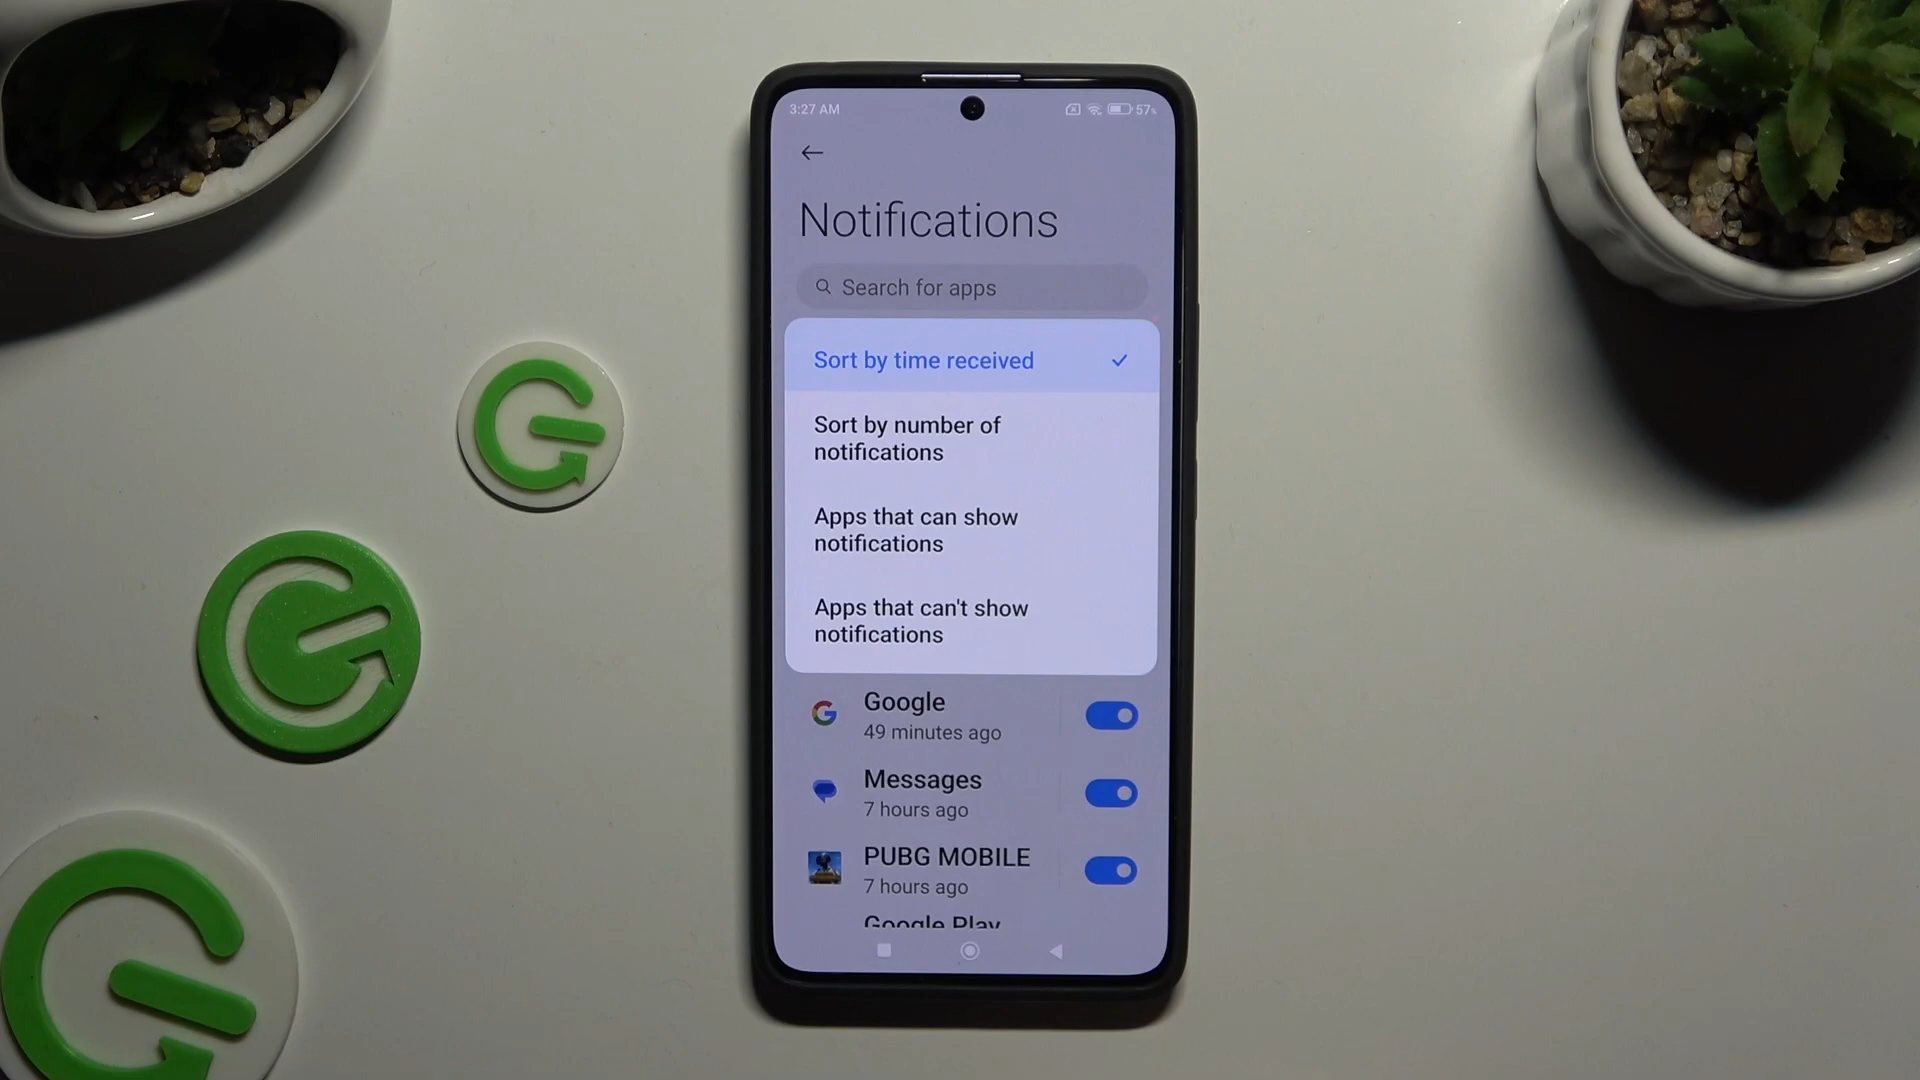 3:27 AM
57%
Notifications
Search for apps
Sort by time received
Sort by number of
notifications
Apps that can show
notifications
Apps that can't show
notifications
Google
49 minutes ago
Messages
7 hours ago
PUBG MOBILE
7 hours ago
Google Play